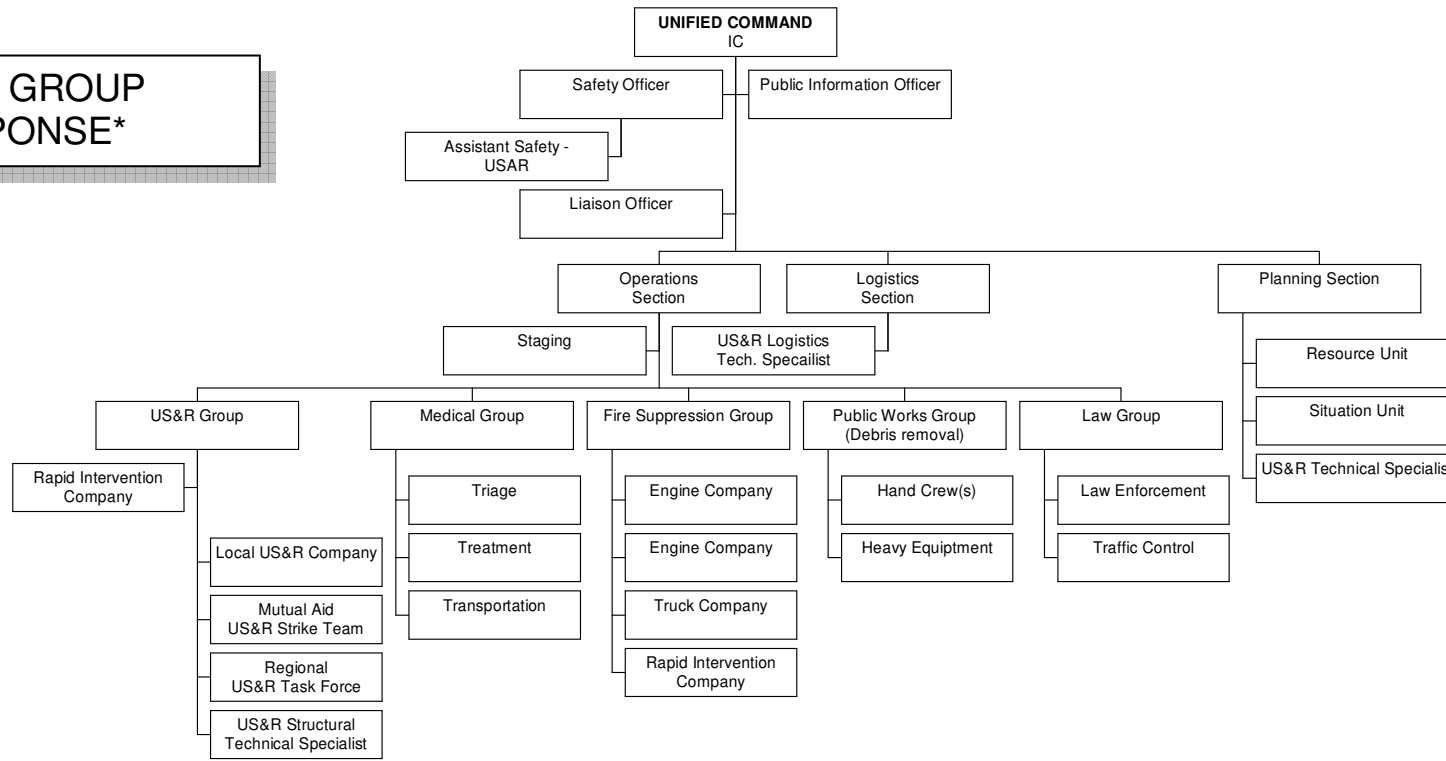 UNIFIED COMMAND
IC
GROUP
PONSE*
Safety Officer
Public Information Officer
Assistant Safety -
USAR
Liaison Officer
Operations
Section
Logistics
Section
Planning Section
Staging
US&R Logistics
Tech. Specailist
Resource Unit
US&R Group
Medical Group
Fire Suppression Group
Public Works Group
(Debris removal)
Law Group
Situation Unit
Rapid Intervention
Company
Triage
Engine Company
Hand Crew(s)
Law Enforcement
US&R Technical Specialis
Local US&R Company
Treatment
Engine Company
Heavy Equiptment
Traffic Control
Mutual Aid
US&R Strike Team
Transportation
Truck Company
Regional
US&R Task Force
Rapid Intervention
Company
US&R Structural
Technical Specialist